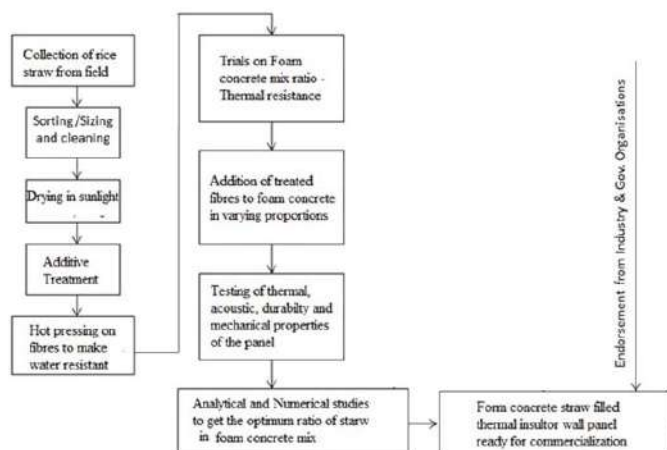 Collection of rice
straw from field
Sorting/Sizing
and cleaning
Drying in sunlight
Additive
Treatment
Hot pressing on
fibres to make
water resistant
Trials on Foam
concrete mix ratio -
Thermal resistance
Addition of treated
fibres to foam concrete
in varying proportions
Testing of thermal,
acoustic, durabilty and
mechanical properties
of the panel
Analytical and Numerical studies
to get the optimum ratio of starw
in foam concrete mix
Endorsement from Industry & Gov. Organisations
Form concrete straw filled
thermal insultor wall panel
ready for commercialization